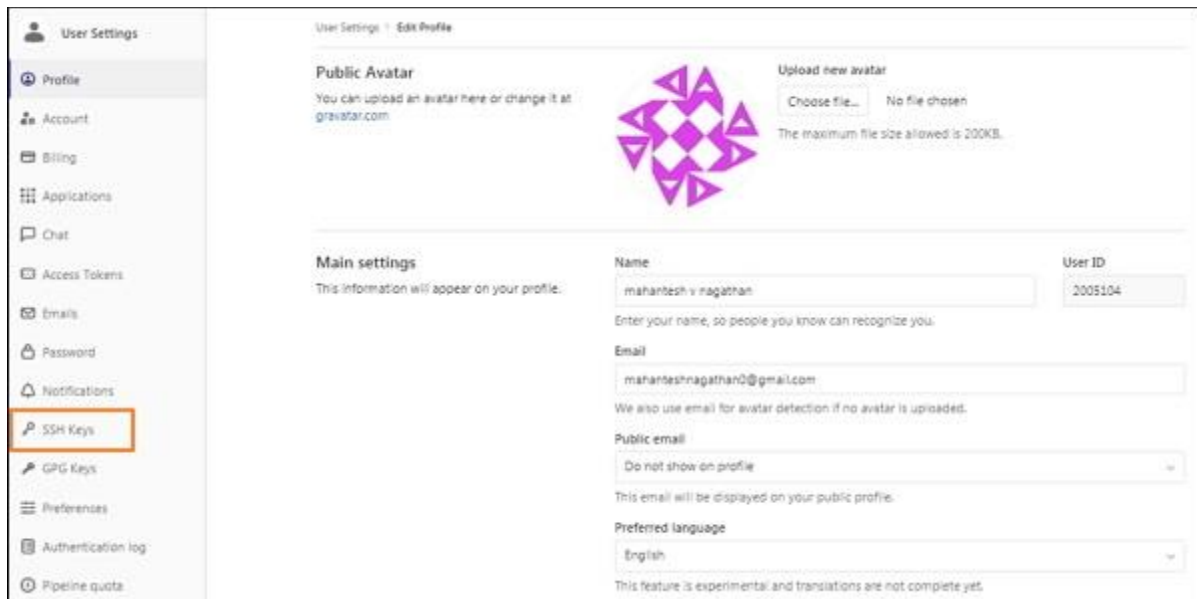 User Settings
Profile
Account
Billing
Applications
Chat
Access Tokens
Emails
Password
Notifications
SSH Keys
GPG Keys
Preferences
Authentication log
Pipeline quota
User Settings > Edit Profile
Public Avatar
You can upload an avatar here or change it at
gravatar.com
Upload new avatar
Choose file... No file chosen
The maximum file size allowed is 200KB.
Main settings
This information will appear on your profile.
Name
mahantesh v nagathan
User ID
2005104
Enter your name, so people you know can recognize you.
Email
mahanteshnagathan0@gmail.com
We also use email for avatar detection if no avatar is uploaded.
Public email
Do not show on profile
This email will be displayed on your public profile.
Preferred language
English
This feature is experimental and translations are not complete yet.